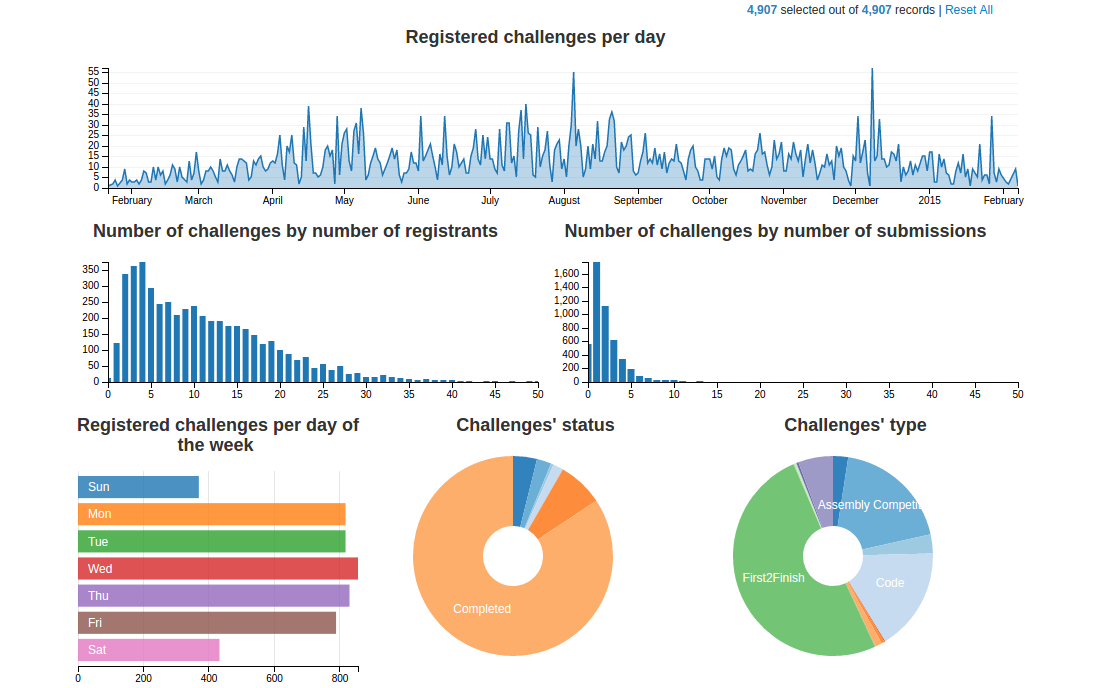 4,907 selected out of 4,907 records | Reset All
Registered challenges per day
55
50
45
40
35
30
25
20
15
10
5
0
February March April May June July August September October November December 2015 February
Number of challenges by number of registrants
350
300
250
200
150
100
50
0
0 5 10 15 20 25 30 35 40 45 50
Number of challenges by number of submissions
1,600
1,400
1,200
1,000
800
600
400
200
0
0 5 10 15 20 25 30 35 40 45 50
Registered challenges per day of
the week
Sun
Mon
Tue
Wed
Thu
Fri
Sat
0 200 400 600 800
Challenges' status
Completed
Challenges' type
Assembly Competi
First2Finish
Code